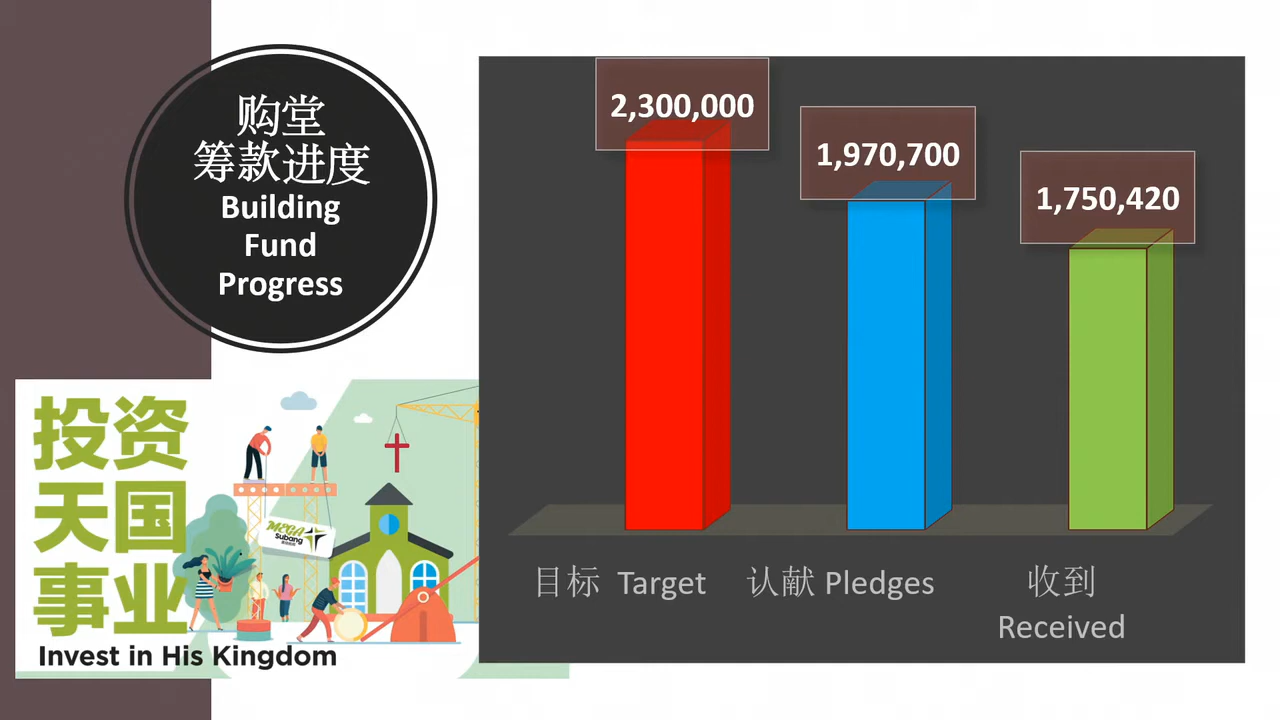 购堂
筹款进度
Building
Fund
Progress
投资
天国
事业
MEGA
Subang
Invest in His Kingdom
2,300,000
1,970,700
1,750,420
目标 Target
认献 Pledges
收到
Received